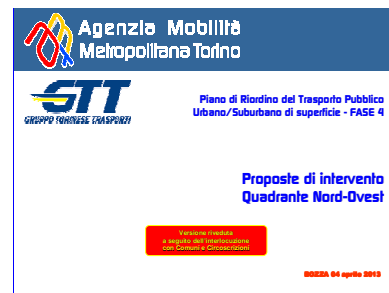 Agenzia Mobilità
Metropolitana Torino
GTT
GRUPPO TORINESE TRASPORTI
Piano di Riordino del Trasporto Pubblico
Urbano/Suburbano di superficie - FASE 4
Proposte di intervento
Quadrante Nord-Ovest
Versione riveduta
a seguito dell'interlocuzione
con Comuni e Circoscrizioni
BOZZA 04 aprile 2013